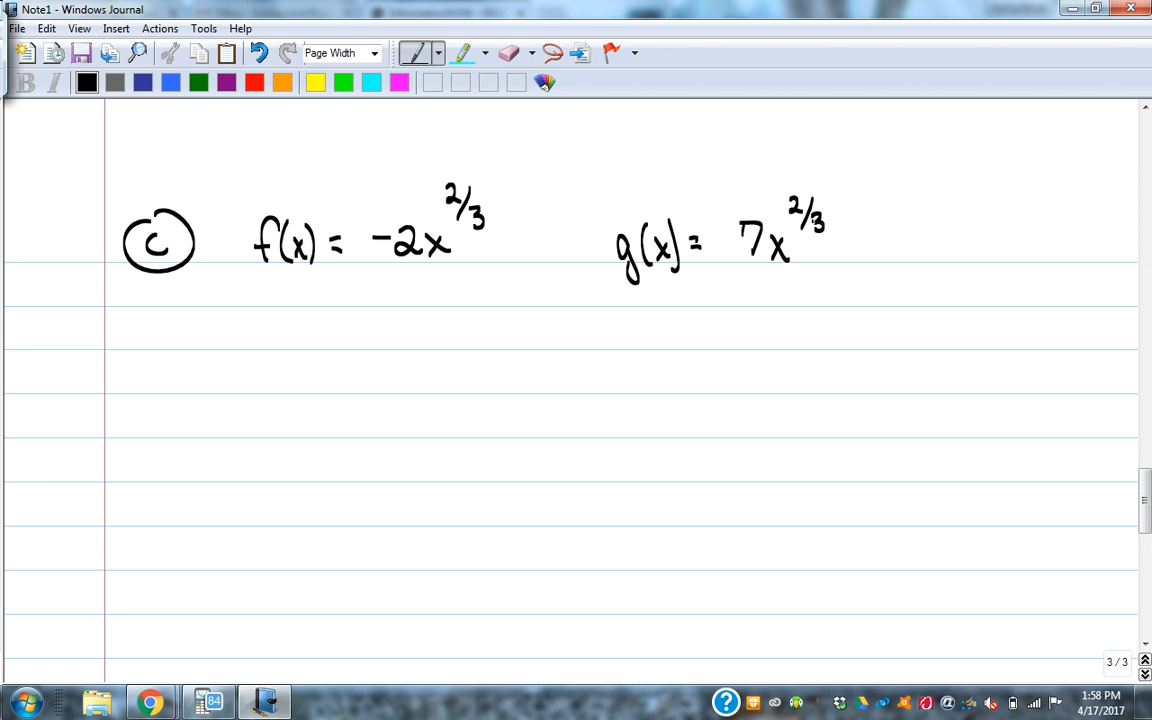 Note1 - Windows Journal
File Edit View Insert Actions Tools Help
Page Width
B I
c f(x) = -2x^2/3 g(x) = 7x^2/3
3 / 3
84
1:58 PM
4/17/2017